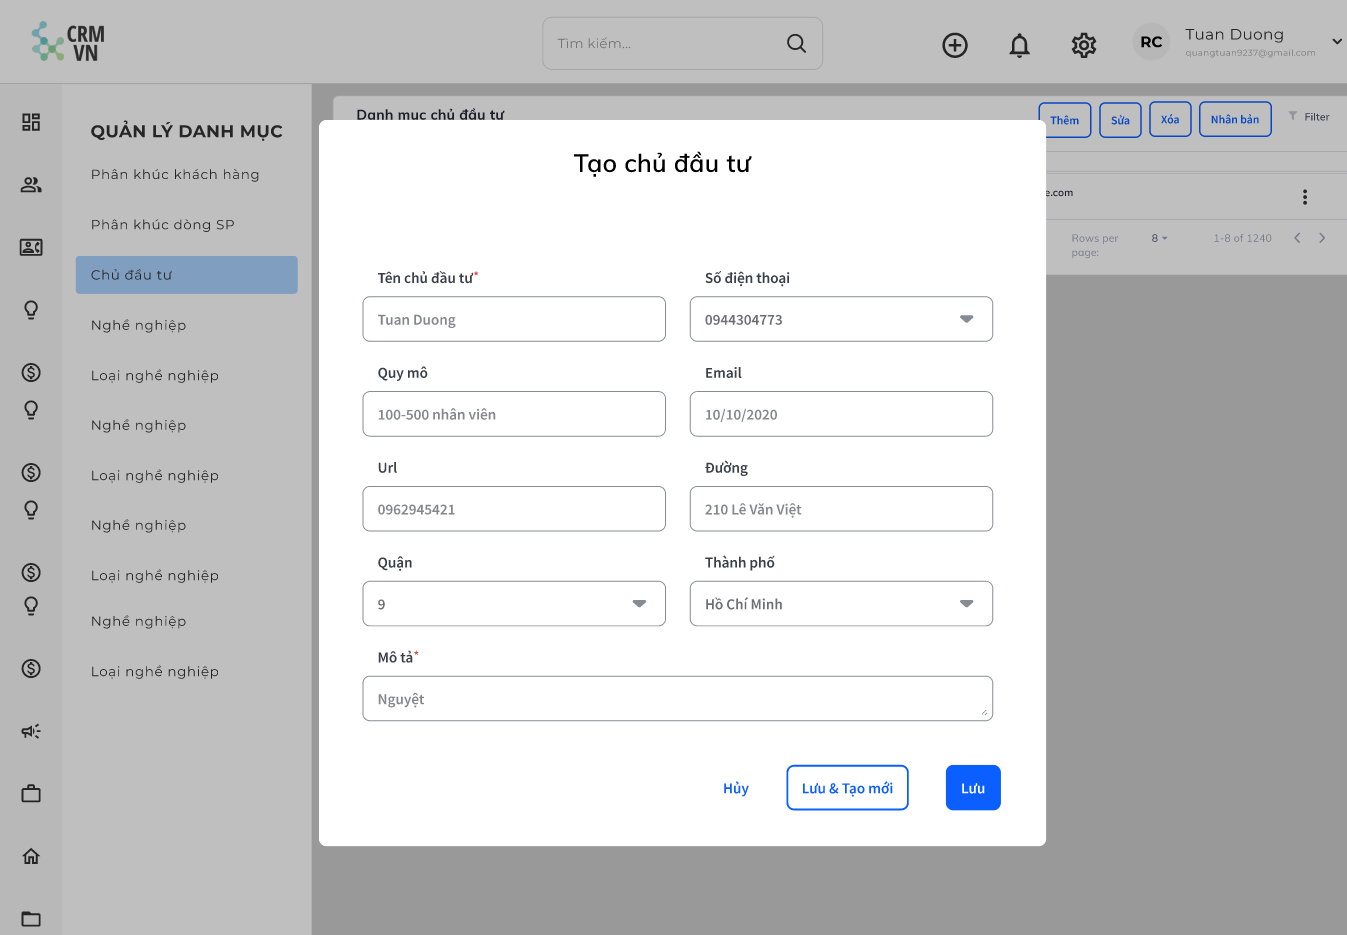 CRM
VN
Tìm kiếm...
RC
Tuan Duong
quangtuan9237@gmail.com
QUẢN LÝ DANH MỤC
Phân khúc khách hàng
Phân khúc dòng SP
Chủ đầu tư
Nghề nghiệp
Loại nghề nghiệp
Nghề nghiệp
Loại nghề nghiệp
Nghề nghiệp
Loại nghề nghiệp
Nghề nghiệp
Loại nghề nghiệp
Danh mục chủ đầu tư
Thêm
Sửa
Xóa
Nhân bản
Filter
e.com
Rows per
page:
8
1-8 of 1240
Tạo chủ đầu tư
Tên chủ đầu tư*
Số điện thoại
Tuan Duong
0944304773
Quy mô
Email
100-500 nhân viên
10/10/2020
Url
Đường
0962945421
210 Lê Văn Việt
Quận
Thành phố
9
Hồ Chí Minh
Mô tả*
Nguyệt
Hủy
Lưu & Tạo mới
Lưu